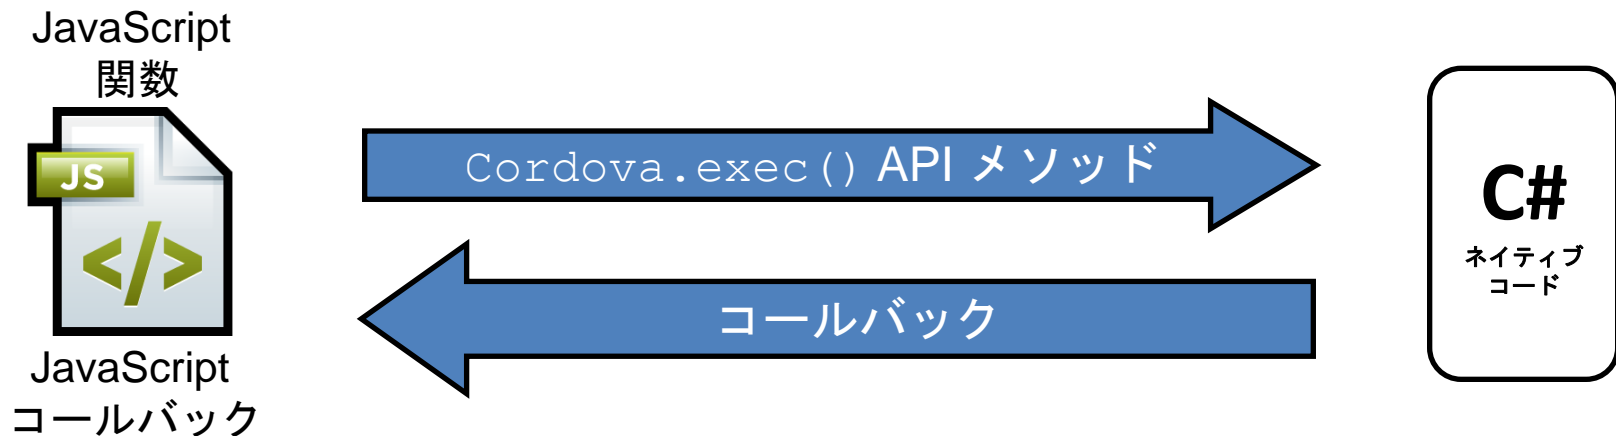 JavaScript
関数
JS
</>
JavaScript
コールバック
Cordova.exec() API メソッド
コールバック
C#
ネイティブ
コード